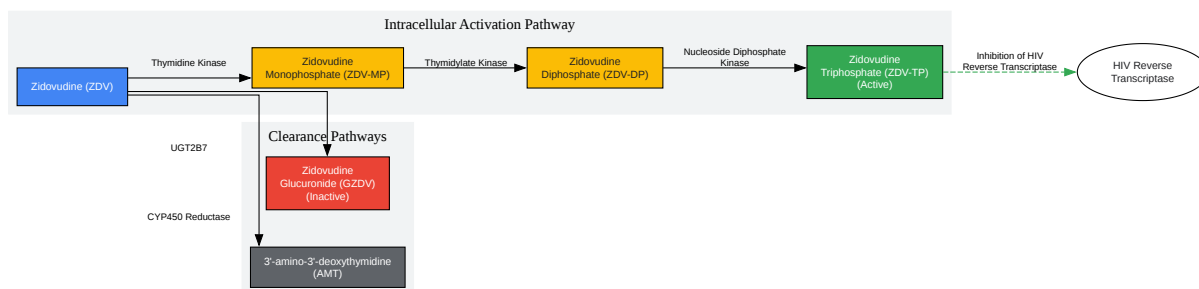 Intracellular Activation Pathway
Zidovudine (ZDV)
Thymidine Kinase
Zidovudine
Monophosphate (ZDV-MP)
Thymidylate Kinase
Zidovudine
Diphosphate (ZDV-DP)
Nucleoside Diphosphate
Kinase
Zidovudine
Triphosphate (ZDV-TP)
(Active)
Inhibition of HIV
Reverse Transcriptase
HIV Reverse
Transcriptase
Clearance Pathways
UGT2B7
Zidovudine
Glucuronide (GZDV)
(Inactive)
CYP450 Reductase
3'-amino-3'-deoxythymidine
(AMT)